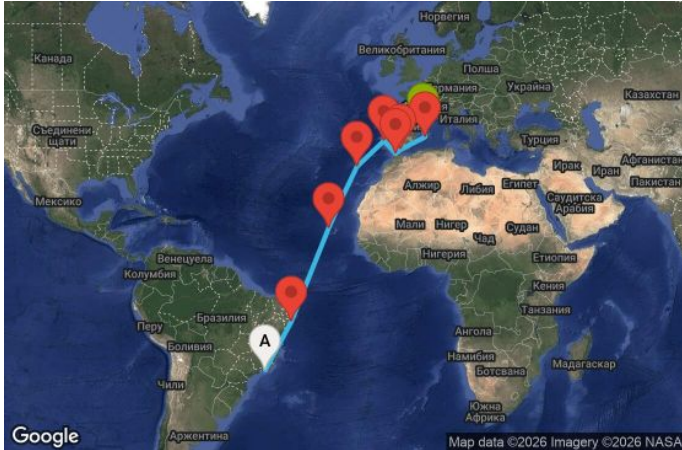 Норвегия
Канада
Великобритания
Полша
Украйна
Казахстан
Италия
Съединени
щати
Турция
Афганистан
Ирак
Иран
Пакистан
Алжир
Либия
Египет
Саудитска
Арабия
Мексико
Мали
Нигер
Судан
Чад
Венецуела
Нигерия
Етиопия
Колумбия
Кения
Бразилия
Танзания
Перу
A
Ангола
Боливия
Намибия
Мадагаскар
Ботсвана
Чили
Южна
Африка
Аржентина
Google
Map data ©2026 Imagery ©2026 NASA